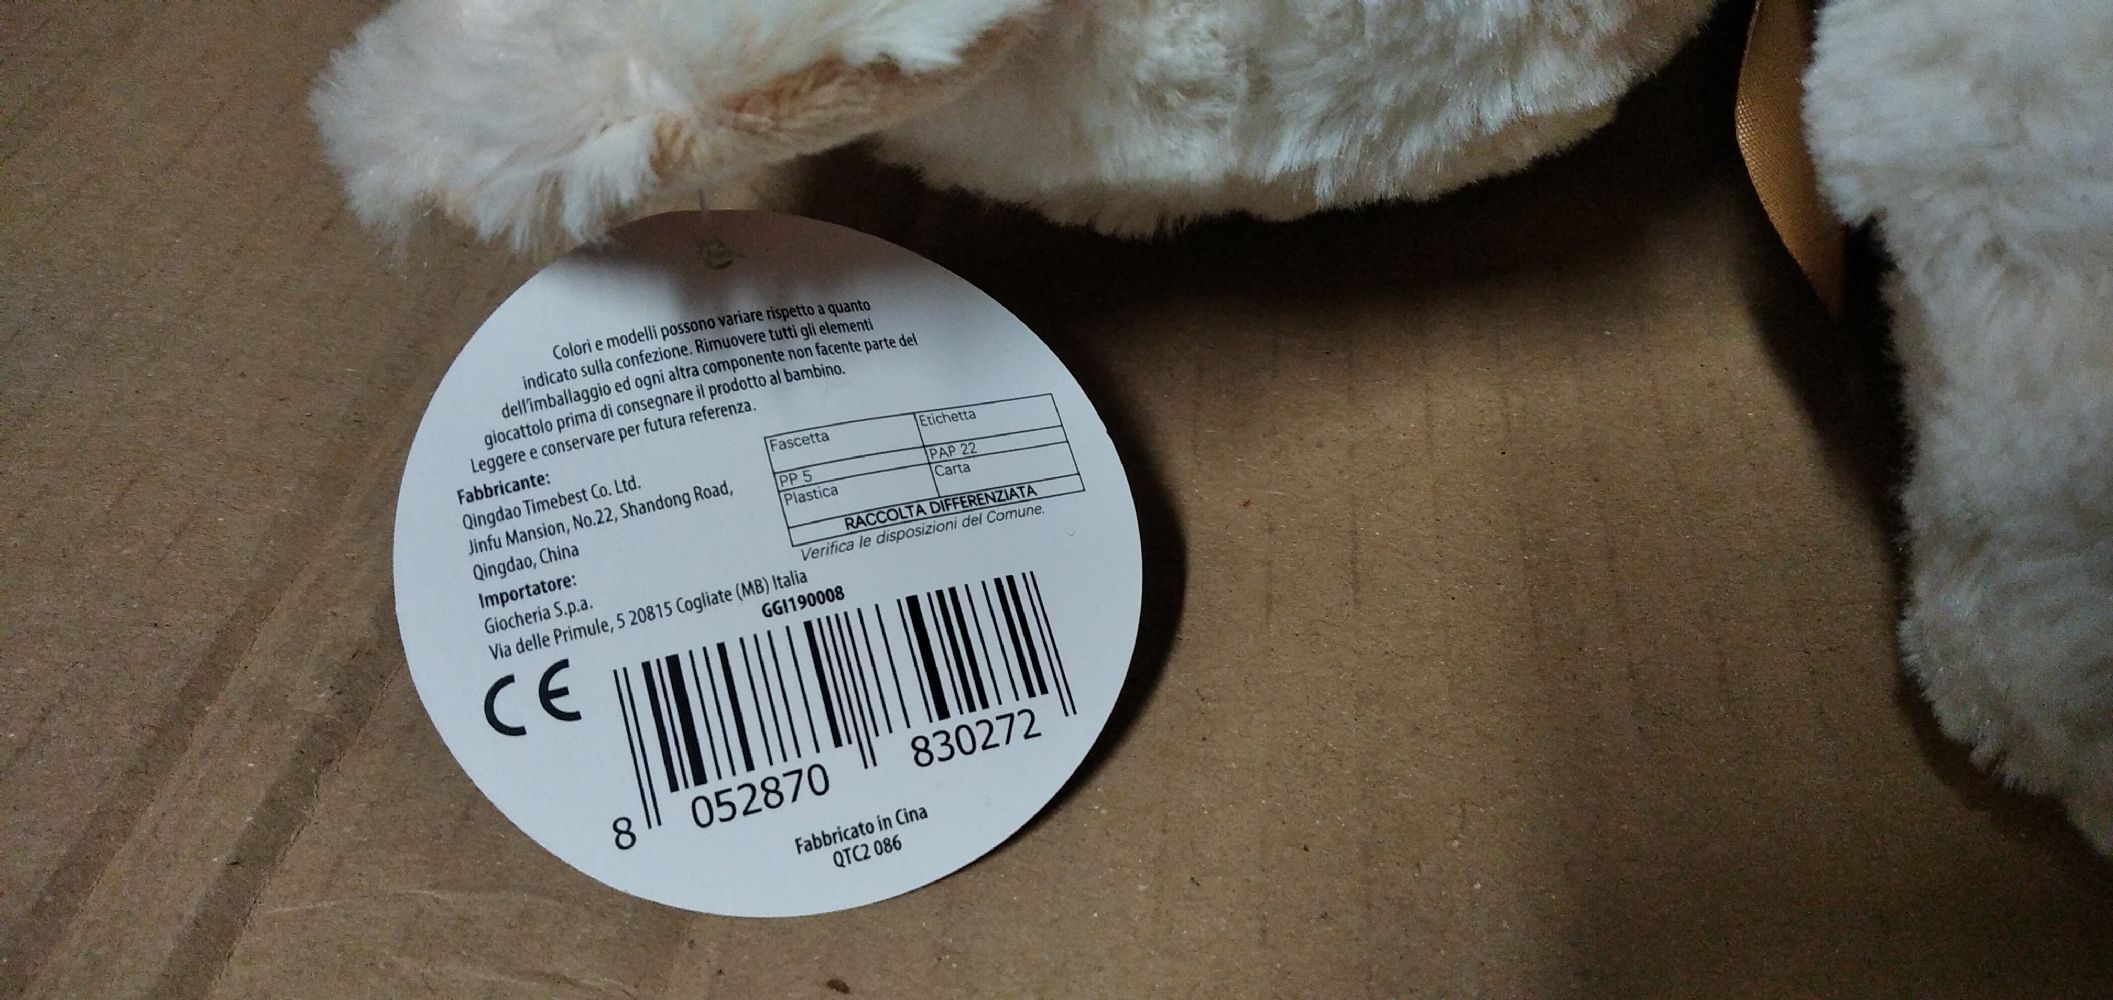 Colori e modelli possono variare rispetto a quanto
indicato sulla confezione. Rimuovere tutti gli elementi
dell'imballaggio ed ogni altra componente non facente parte del
giocattolo prima di consegnare il prodotto al bambino.
Leggere e conservare per futura referenza.
Fabbricante:
Qingdao Timebest Co. Ltd.
Jinfu Mansion, No.22, Shandong Road,
Qingdao, China
Importatore:
Giocheria S.p.a.
Via delle Primule, 5 20815 Cogliate (MB) Italia
Fascetta Etichetta
PP 5 PAP 22
Plastica Carta
RACCOLTA DIFFERENZIATA
Verifica le disposizioni del Comune.
GGI190008
CE
8 052870 830272
Fabbricato in Cina
QTC2 086